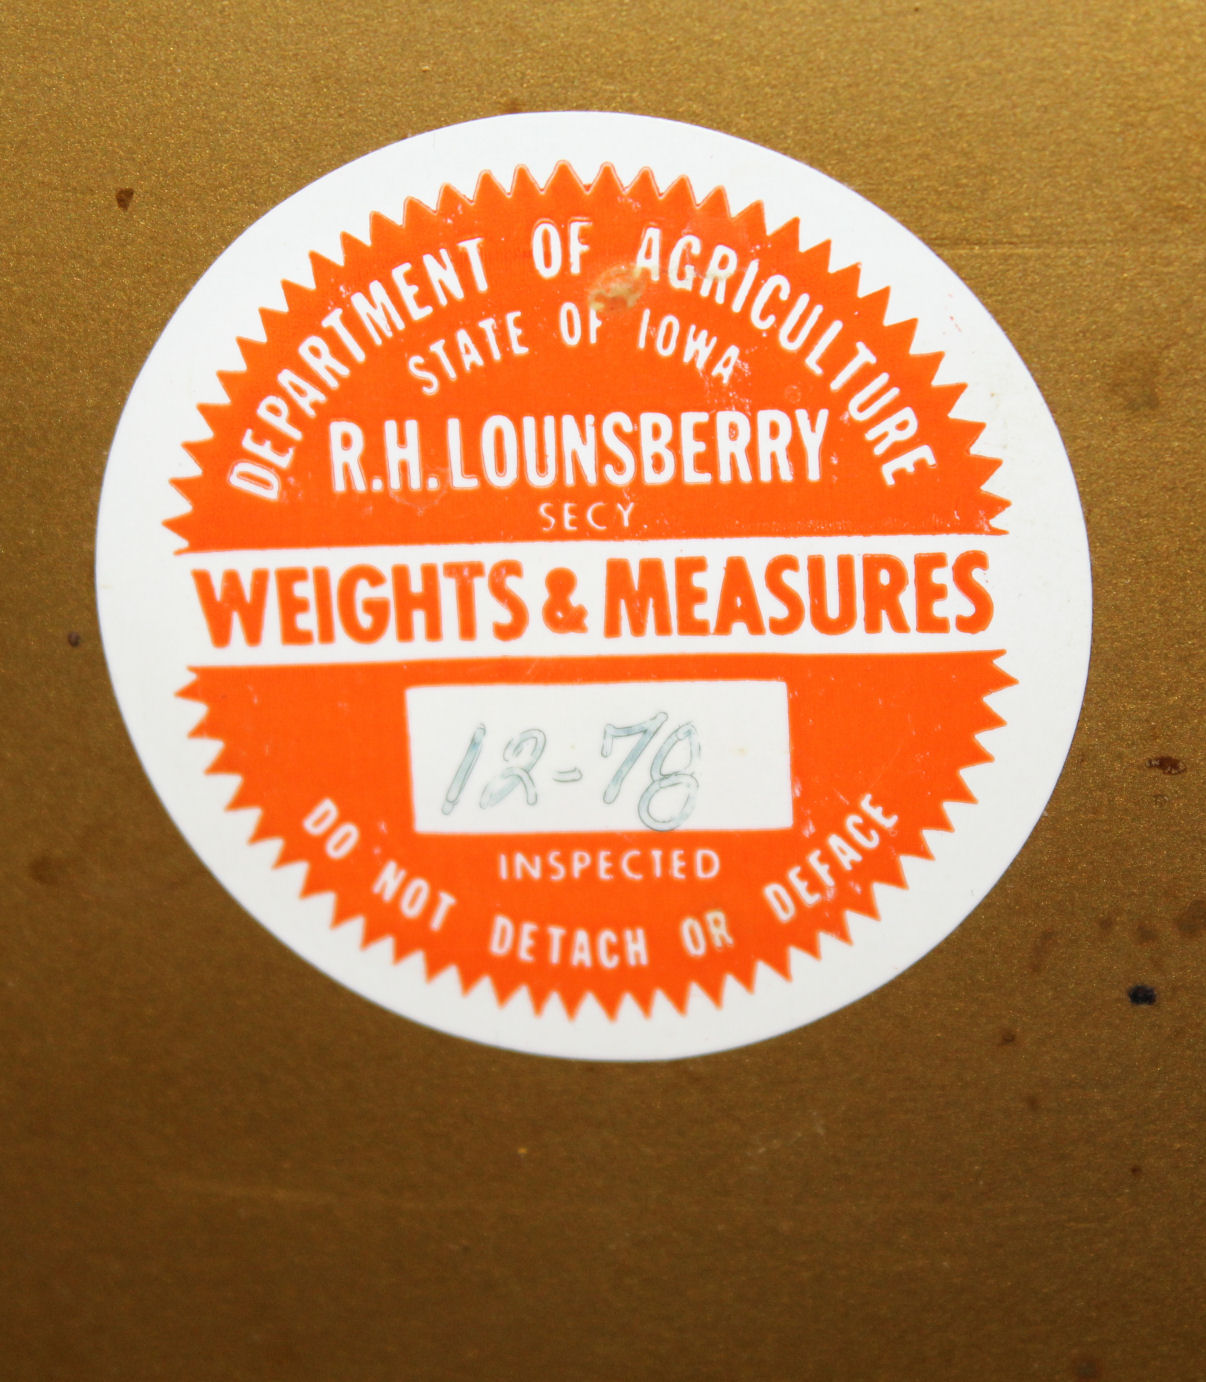 DEPARTMENT OF AGRICULTURE
STATE OF IOWA
R.H. LOUNSBERRY
SECY
WEIGHTS & MEASURES
12-78
INSPECTED
DO NOT DETACH OR DEFACE